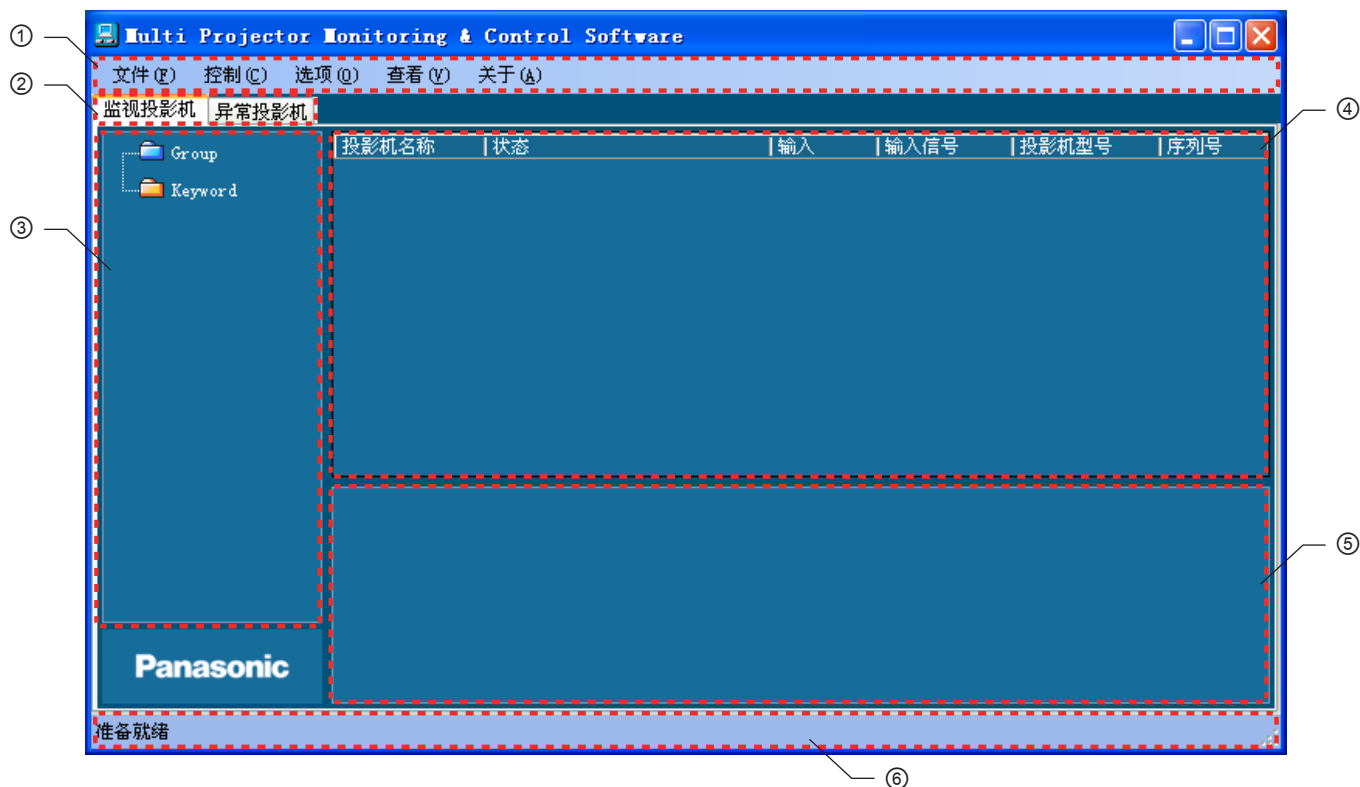 ① Multi Projector Monitoring & Control Software
文件(F) 控制(C) 选项(O) 查看(V) 关于(A)
② 监视投影机 异常投影机
④
Group
投影机名称 状态 输入 输入信号 投影机型号 序列号
Keyword
③
⑤
Panasonic
准备就绪
⑥